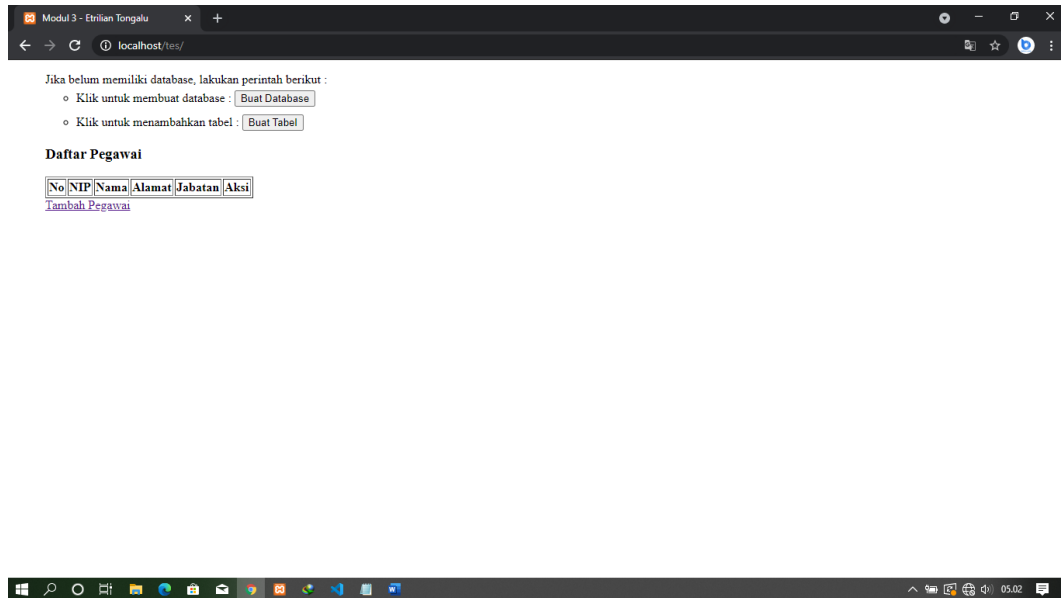 Modul 3 - Etrilian Tongalu
localhost/tes/
Jika belum memiliki database, lakukan perintah berikut :
Klik untuk membuat database : Buat Database
Klik untuk menambahkan tabel : Buat Tabel
Daftar Pegawai
No NIP Nama Alamat Jabatan Aksi
Tambah Pegawai
05.02